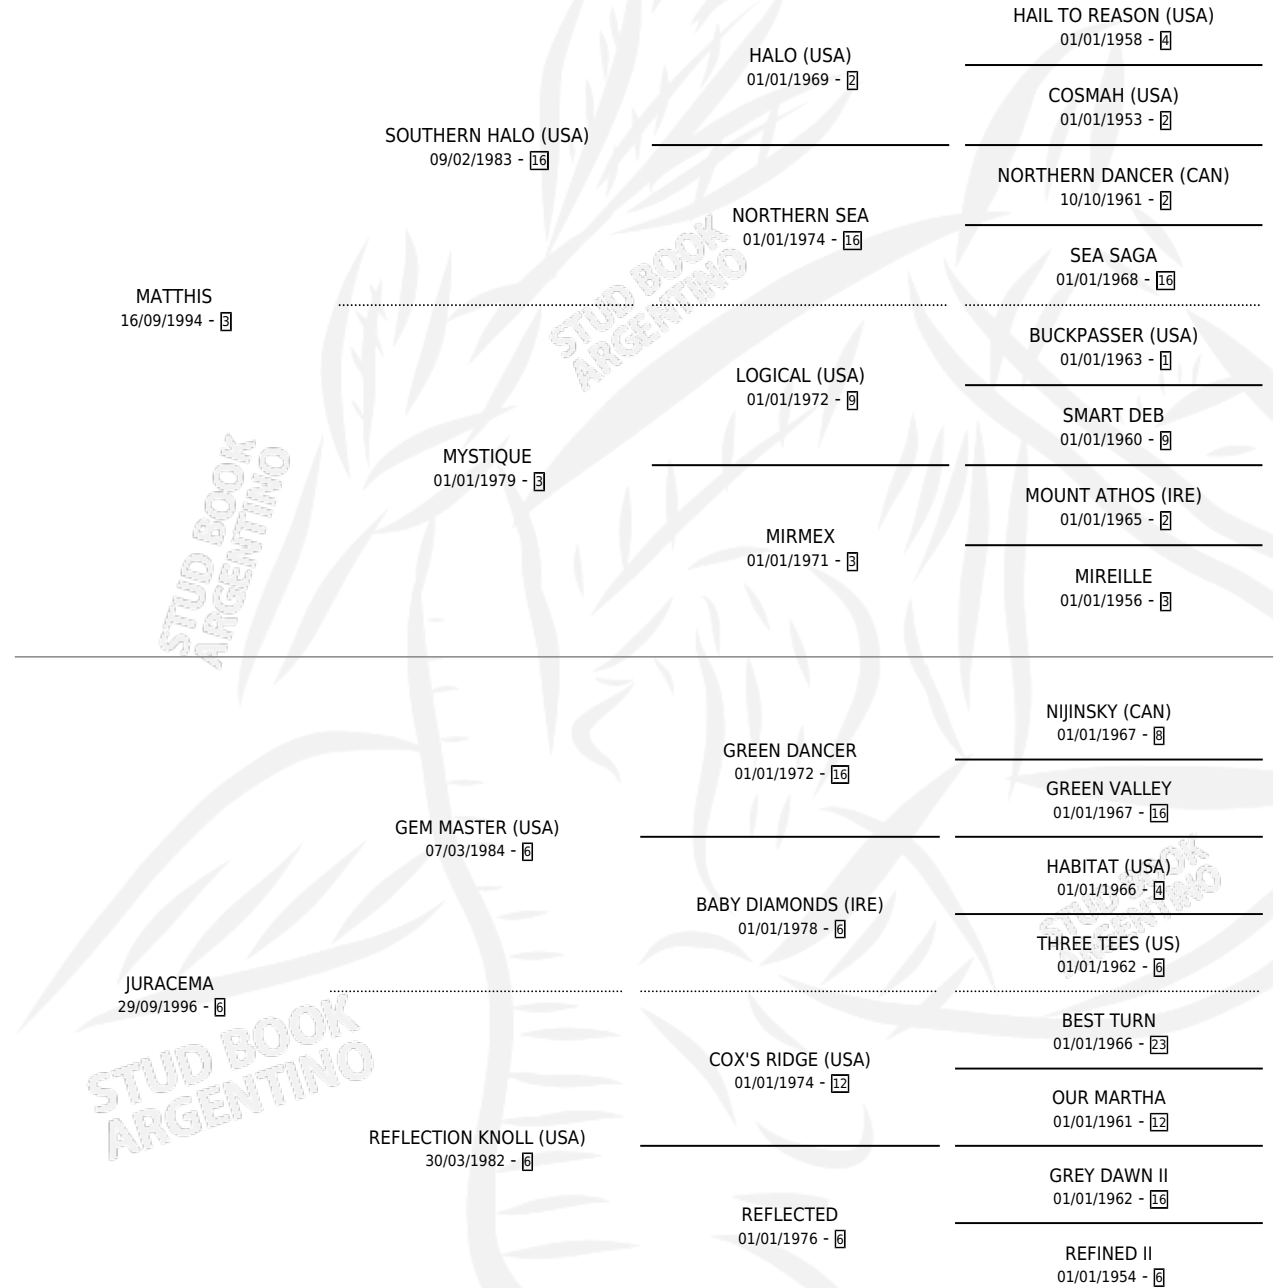 HAIL TO REASON (USA)
01/01/1958 - 4
HALO (USA)
01/01/1969 - 2
COSMAH (USA)
01/01/1953 - 2
SOUTHERN HALO (USA)
09/02/1983 - 16
NORTHERN DANCER (CAN)
10/10/1961 - 2
NORTHERN SEA
01/01/1974 - 16
SEA SAGA
01/01/1968 - 16
MATTHIS
16/09/1994 - 3
STUD BOOK
ARGENTINO
BUCKPASSER (USA)
01/01/1963 - 1
LOGICAL (USA)
01/01/1972 - 9
SMART DEB
01/01/1960 - 9
MYSTIQUE
01/01/1979 - 3
MOUNT ATHOS (IRE)
01/01/1965 - 2
MIRMEX
01/01/1971 - 3
MIREILLE
01/01/1956 - 3
STUD BOOK
ARGENTINO
NIJINSKY (CAN)
01/01/1967 - 8
GREEN DANCER
01/01/1972 - 16
GREEN VALLEY
01/01/1967 - 16
GEM MASTER (USA)
07/03/1984 - 6
HABITAT (USA)
01/01/1966 - 4
BABY DIAMONDS (IRE)
01/01/1978 - 6
STUD BOOK
ARGENTINO
THREE TEES (US)
01/01/1962 - 6
JURACEMA
29/09/1996 - 6
BEST TURN
01/01/1966 - 23
COX'S RIDGE (USA)
01/01/1974 - 12
OUR MARTHA
01/01/1961 - 12
STUD BOOK
ARGENTINO
REFLECTION KNOLL (USA)
30/03/1982 - 6
GREY DAWN II
01/01/1962 - 16
REFLECTED
01/01/1976 - 6
REFINED II
01/01/1954 - 6